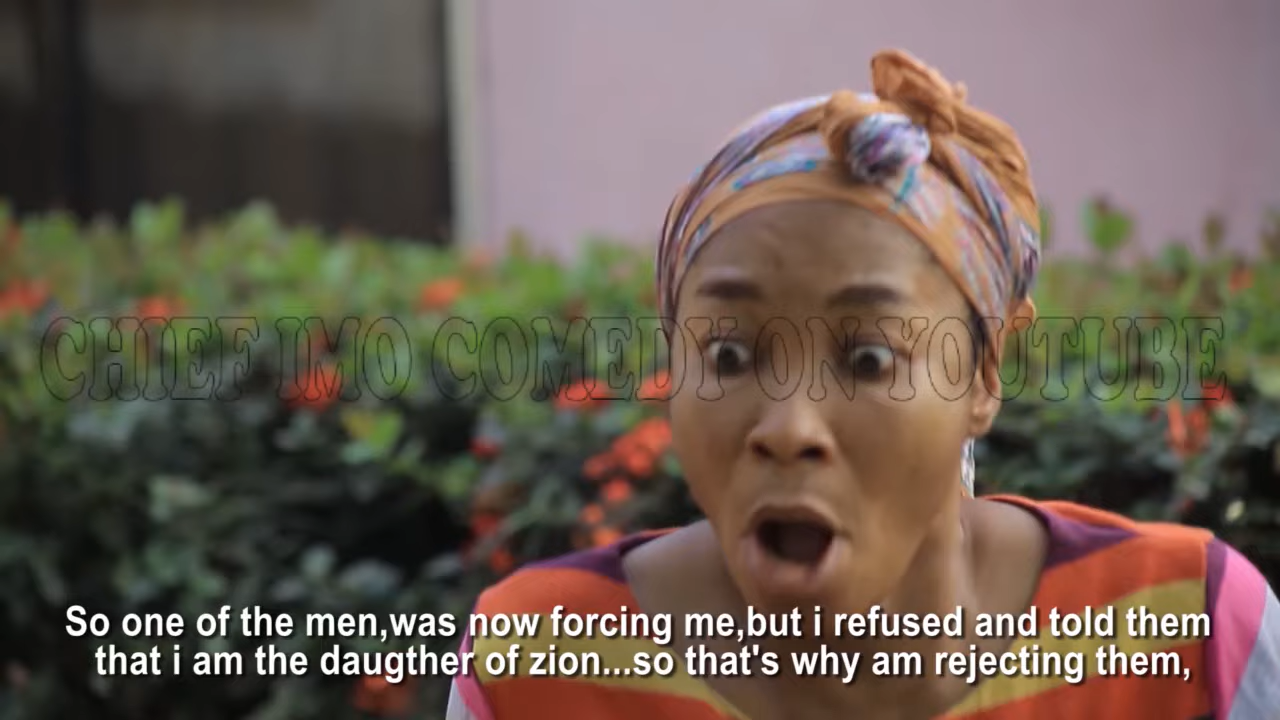 CHIEF IMO COMEDY ON YOUTUBE
So one of the men,was now forcing me,but i refused and told them
that i am the daugther of zion...so that's why am rejecting them,